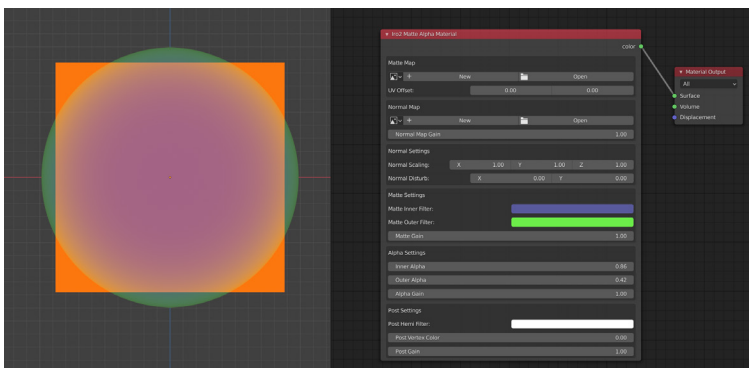 Iris2 Matte Alpha Material
color
Matte Map
+ New Open
UV Offset: 0.00 0.00
Normal Map
+ New Open
Normal Map Gain 1.00
Normal Settings
Normal Scaling: X 1.00 Y 1.00 Z 1.00
Normal Disturb: X 0.00 Y 0.00
Matte Settings
Matte Inner Filter:
Matte Outer Filter:
Matte Gain 1.00
Alpha Settings
Inner Alpha 0.86
Outer Alpha 0.42
Alpha Gain 1.00
Post Settings
Post Hemi Filter:
Post Vertex Color 0.00
Post Gain 1.00
Material Output
All
Surface
Volume
Displacement